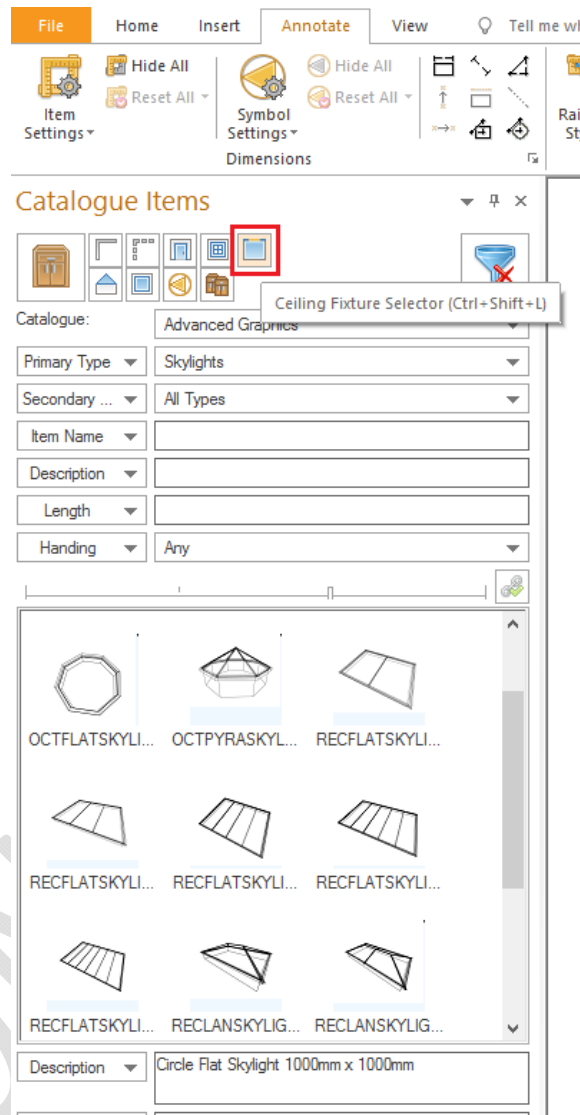 File Home Insert Annotate View Tell me wh
Hide All Hide All
Reset All Reset All
Item Settings Symbol Settings Rai
St
Dimensions
Catalogue Items
Ceiling Fixture Selector (Ctrl+Shift+L)
Catalogue: Advanced Graphics
Primary Type Skylights
Secondary ... All Types
Item Name
Description
Length
Handing Any
OCTFLATSKYLI... OCTPYRASKYL... RECFLATSKYLI...
RECFLATSKYLI... RECFLATSKYLI... RECFLATSKYLI...
RECFLATSKYLI... RECLANSKYLIG... RECLANSKYLIG...
Description Circle Flat Skylight 1000mm x 1000mm